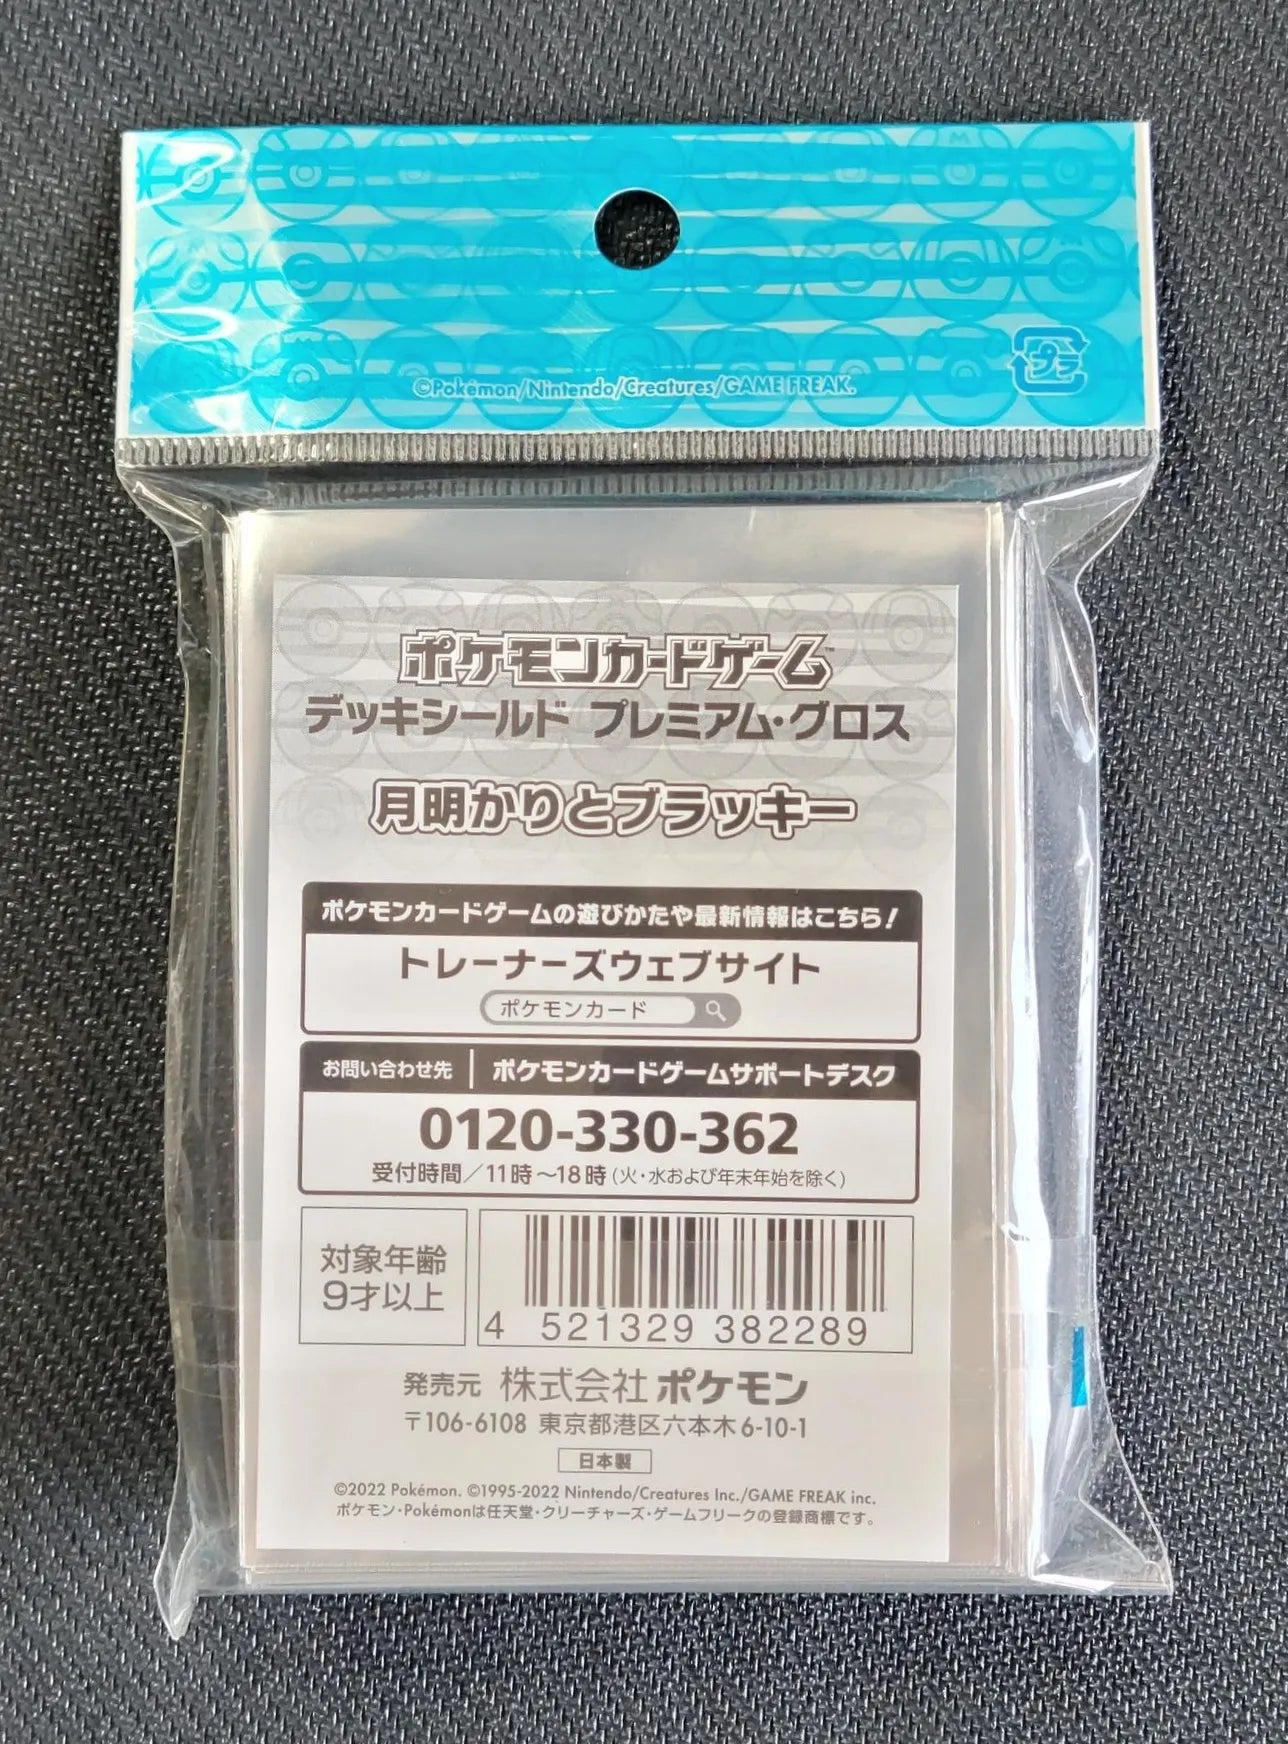 プラ
©Pokémon/Nintendo/Creatures/GAME FREAK.
ポケモンカードゲーム™
デッキシールド プレミアム・グロス
月明かりとブラッキー
ポケモンカードゲームの遊びかたや最新情報はこちら!
トレーナーズウェブサイト
ポケモンカード
お問い合わせ先 | ポケモンカードゲームサポートデスク
0120-330-362
受付時間/11時~18時(火・水および年末年始を除く)
対象年齢
9才以上
4 521329 382289
発売元 株式会社ポケモン
〒106-6108 東京都港区六本木6-10-1
日本製
©2022 Pokémon. ©1995-2022 Nintendo/Creatures Inc./GAME FREAK inc.
ポケモン・Pokémonは任天堂・クリーチャーズ・ゲームフリークの登録商標です。